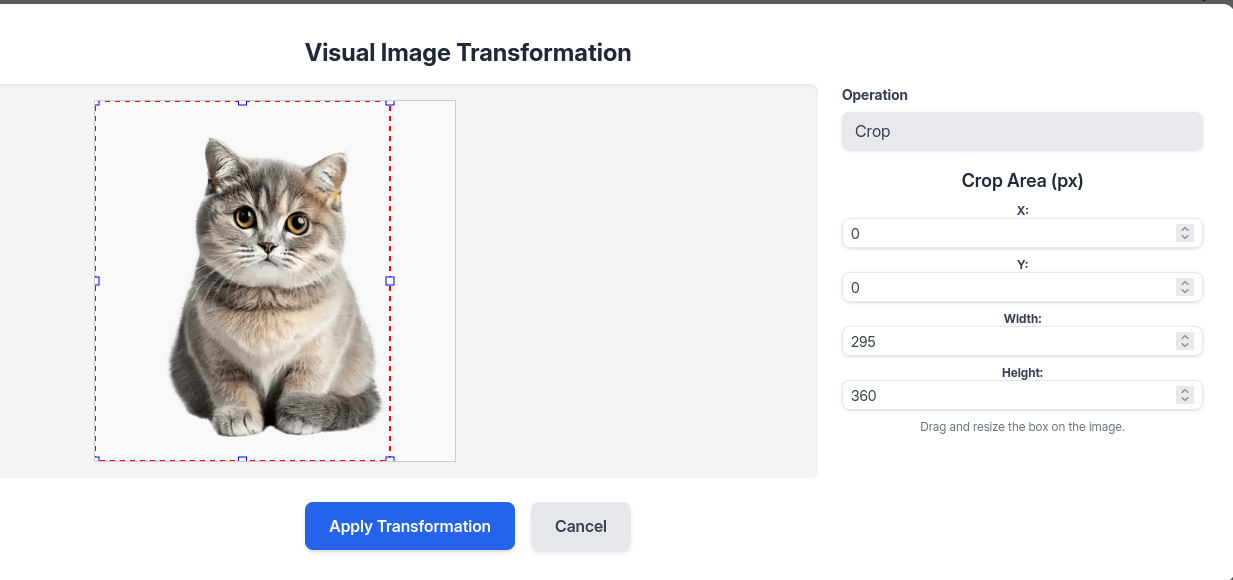 Visual Image Transformation
Operation
Crop
Crop Area (px)
X:
0
Y:
0
Width:
295
Height:
360
Drag and resize the box on the image.
Apply Transformation
Cancel